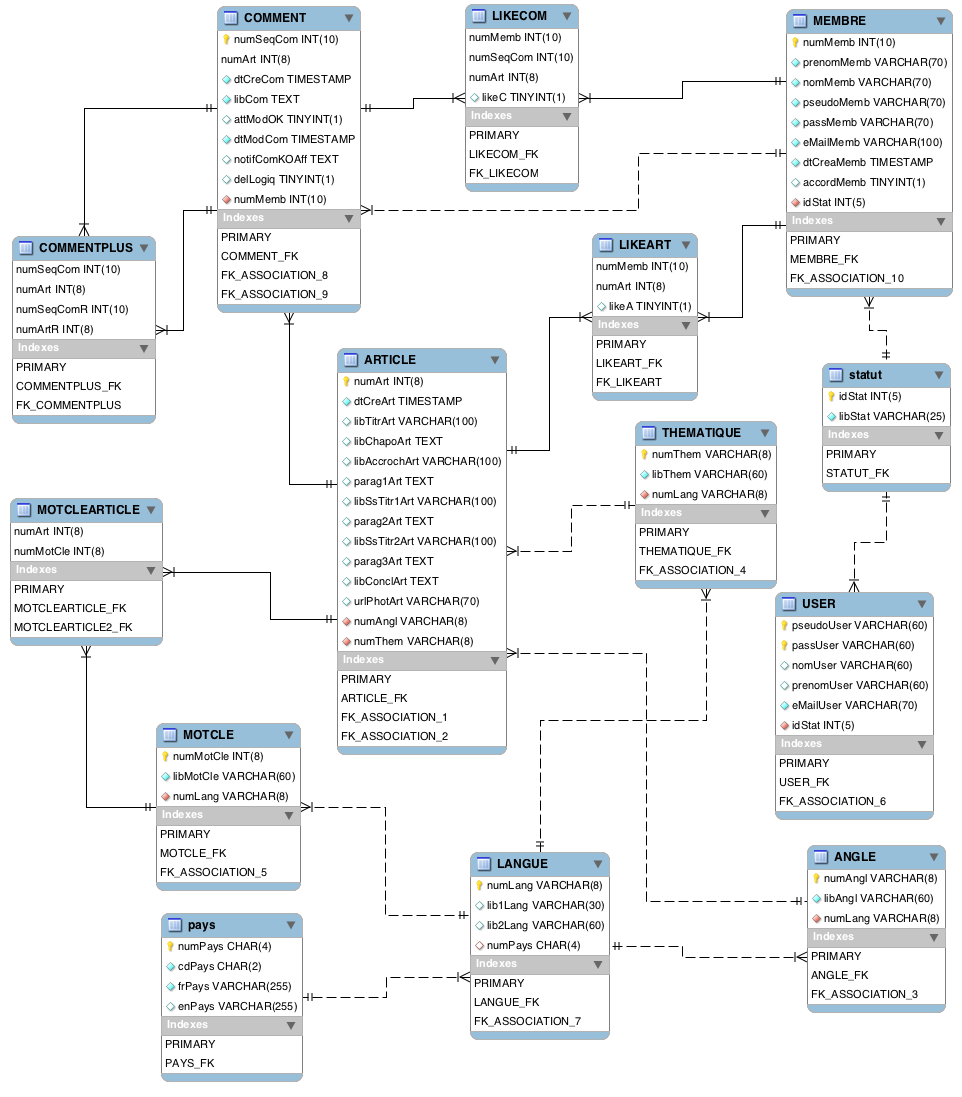 COMMENT
numSeqCom INT(10)
numArt INT(8)
dtCreCom TIMESTAMP
libCom TEXT
attModOK TINYINT(1)
dtModCom TIMESTAMP
notifComKOAff TEXT
delLogiq TINYINT(1)
numMemb INT(10)
Indexes
PRIMARY
COMMENT_FK
FK_ASSOCIATION_8
FK_ASSOCIATION_9
LIKECOM
numMemb INT(10)
numSeqCom INT(10)
numArt INT(8)
likeC TINYINT(1)
Indexes
PRIMARY
LIKECOM_FK
FK_LIKECOM
MEMBRE
numMemb INT(10)
prenomMemb VARCHAR(70)
nomMemb VARCHAR(70)
pseudoMemb VARCHAR(70)
passMemb VARCHAR(70)
eMailMemb VARCHAR(100)
dtCreaMemb TIMESTAMP
accordMemb TINYINT(1)
idStat INT(5)
Indexes
PRIMARY
MEMBRE_FK
FK_ASSOCIATION_10
COMMENTPLUS
numSeqCom INT(10)
numArt INT(8)
numSeqComR INT(10)
numArtR INT(8)
Indexes
PRIMARY
COMMENTPLUS_FK
FK_COMMENTPLUS
LIKEART
numMemb INT(10)
numArt INT(8)
likeA TINYINT(1)
Indexes
PRIMARY
LIKEART_FK
FK_LIKEART
ARTICLE
numArt INT(8)
dtCreArt TIMESTAMP
libTitrArt VARCHAR(100)
libChapoArt TEXT
libAccrochArt VARCHAR(100)
parag1Art TEXT
libSsTitr1Art VARCHAR(100)
parag2Art TEXT
libSsTitr2Art VARCHAR(100)
parag3Art TEXT
libConclArt TEXT
urlPhotArt VARCHAR(70)
numAngl VARCHAR(8)
numThem VARCHAR(8)
Indexes
PRIMARY
ARTICLE_FK
FK_ASSOCIATION_1
FK_ASSOCIATION_2
statut
idStat INT(5)
libStat VARCHAR(25)
Indexes
PRIMARY
STATUT_FK
THEMATIQUE
numThem VARCHAR(8)
libThem VARCHAR(60)
numLang VARCHAR(8)
Indexes
PRIMARY
THEMATIQUE_FK
FK_ASSOCIATION_4
MOTCLEARTICLE
numArt INT(8)
numMotCle INT(8)
Indexes
PRIMARY
MOTCLEARTICLE_FK
MOTCLEARTICLE2_FK
USER
pseudoUser VARCHAR(60)
passUser VARCHAR(60)
nomUser VARCHAR(60)
prenomUser VARCHAR(60)
eMailUser VARCHAR(70)
idStat INT(5)
Indexes
PRIMARY
USER_FK
FK_ASSOCIATION_6
MOTCLE
numMotCle INT(8)
libMotCle VARCHAR(60)
numLang VARCHAR(8)
Indexes
PRIMARY
MOTCLE_FK
FK_ASSOCIATION_5
LANGUE
numLang VARCHAR(8)
lib1Lang VARCHAR(30)
lib2Lang VARCHAR(60)
numPays CHAR(4)
Indexes
PRIMARY
LANGUE_FK
FK_ASSOCIATION_7
ANGLE
numAngl VARCHAR(8)
libAngl VARCHAR(60)
numLang VARCHAR(8)
Indexes
PRIMARY
ANGLE_FK
FK_ASSOCIATION_3
pays
numPays CHAR(4)
cdPays CHAR(2)
frPays VARCHAR(255)
enPays VARCHAR(255)
Indexes
PRIMARY
PAYS_FK